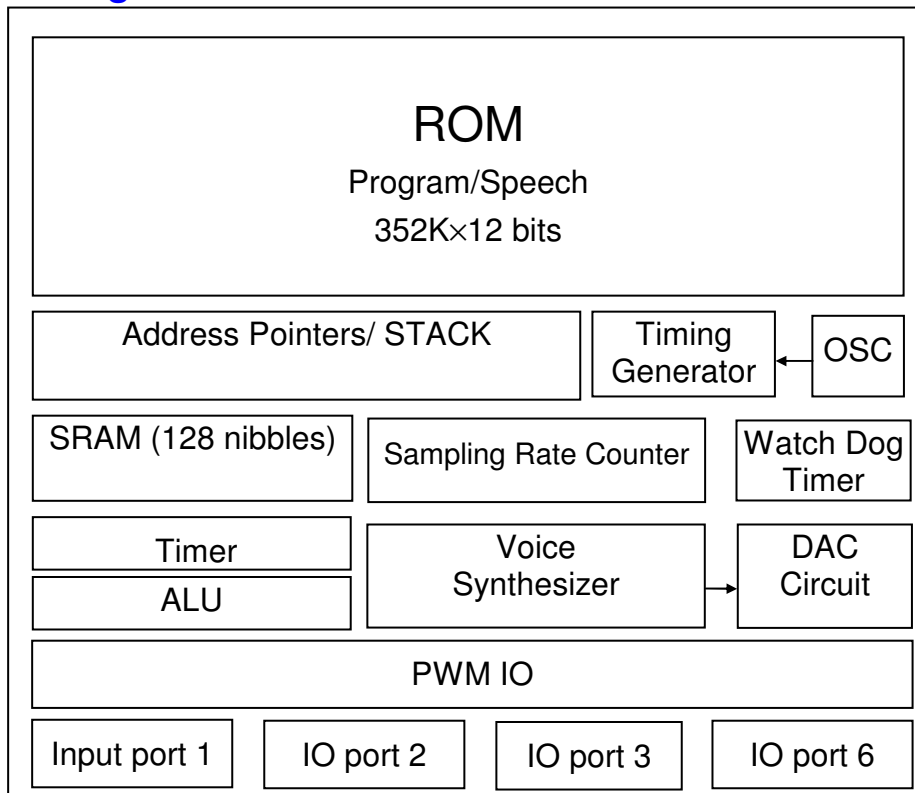 ROM
Program/Speech
352K×12 bits
Address Pointers/ STACK
Timing
Generator
OSC
SRAM (128 nibbles)
Sampling Rate Counter
Watch Dog
Timer
Timer
ALU
Voice
Synthesizer
DAC
Circuit
PWM IO
Input port 1
IO port 2
IO port 3
IO port 6